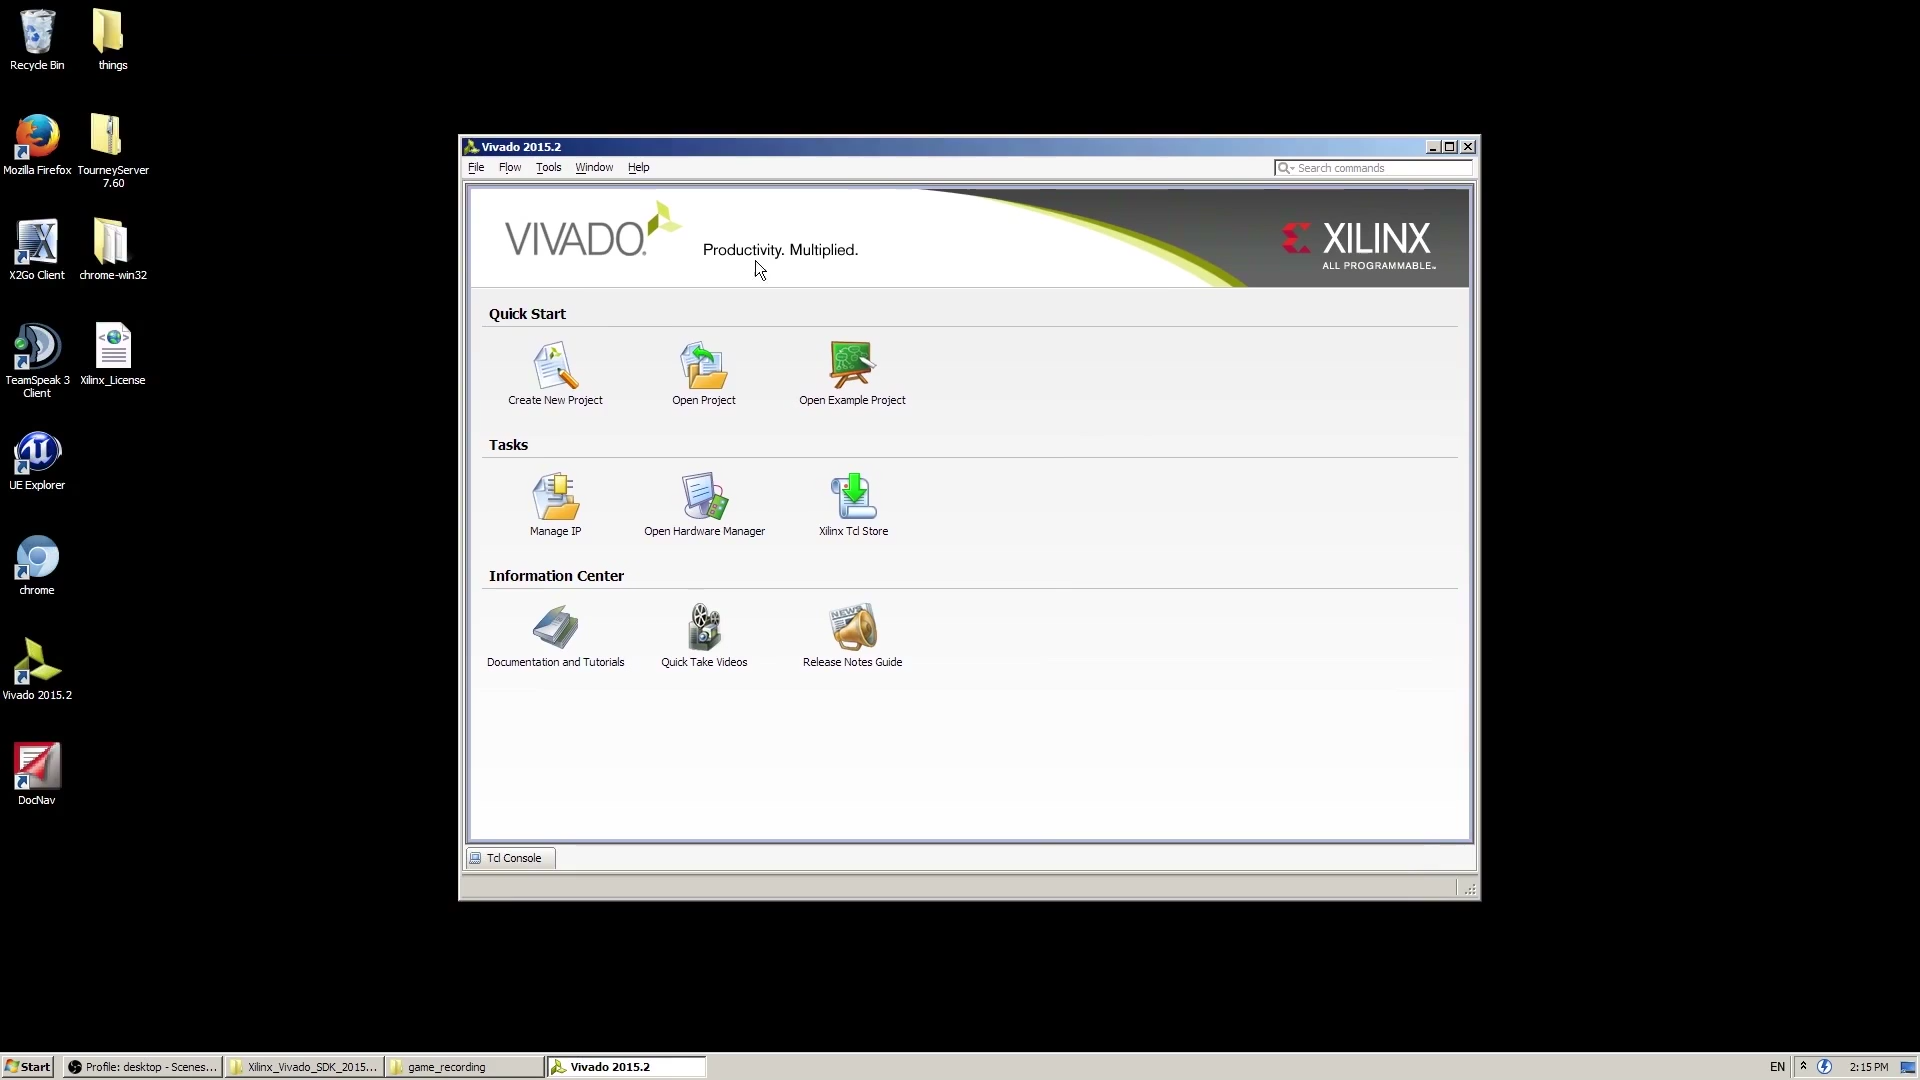 Recycle Bin
things
Mozilla Firefox
TourneyServer
7.60
X2Go Client
chrome-win32
TeamSpeak 3
Client
Xilinx_License
UE Explorer
chrome
Vivado 2015.2
DocNav
Vivado 2015.2
File Flow Tools Window Help
Search commands
VIVADO.
Productivity. Multiplied.
XILINX
ALL PROGRAMMABLE™
Quick Start
Create New Project
Open Project
Open Example Project
Tasks
Manage IP
Open Hardware Manager
Xilinx Tcl Store
Information Center
NEWS
Documentation and Tutorials
Quick Take Videos
Release Notes Guide
Tcl Console
Start
Profile: desktop - Scenes...
Xilinx_Vivado_SDK_2015...
game_recording
Vivado 2015.2
EN
2:15 PM